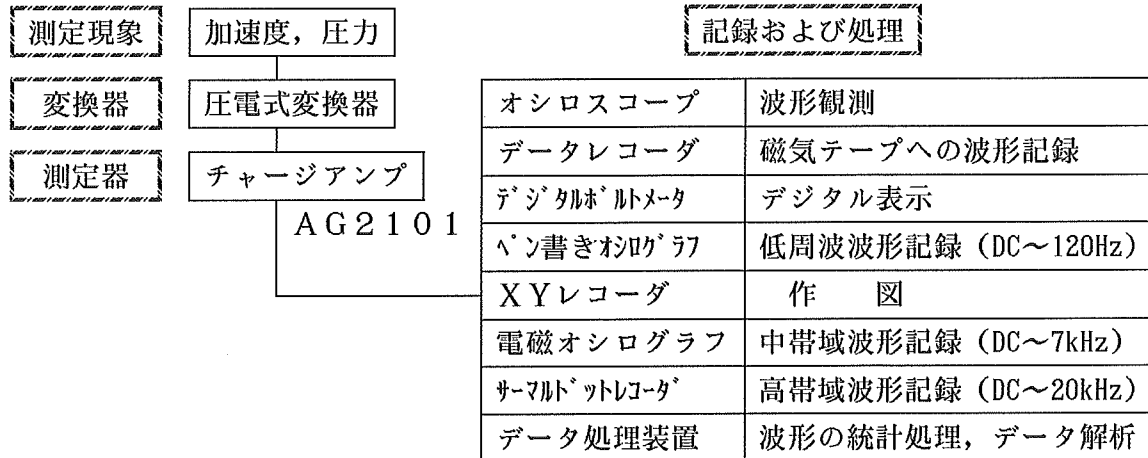 測定現象 加速度，圧力 記録および処理
変換器 圧電式変換器
測定器 チャージアンプ
AG2101
オシロスコープ 波形観測
データレコーダ 磁気テープへの波形記録
ﾃﾞｼﾞﾀﾙﾎﾞﾙﾄﾒｰﾀ デジタル表示
ﾍﾟﾝ書きｵｼﾛｸﾞﾗﾌ 低周波波形記録（DC～120Hz）
XYレコーダ 作 図
電磁オシログラフ 中帯域波形記録（DC～7kHz）
ｻｰﾏﾙﾄﾞｯﾄﾚｺｰﾀﾞ 高帯域波形記録（DC～20kHz）
データ処理装置 波形の統計処理，データ解析